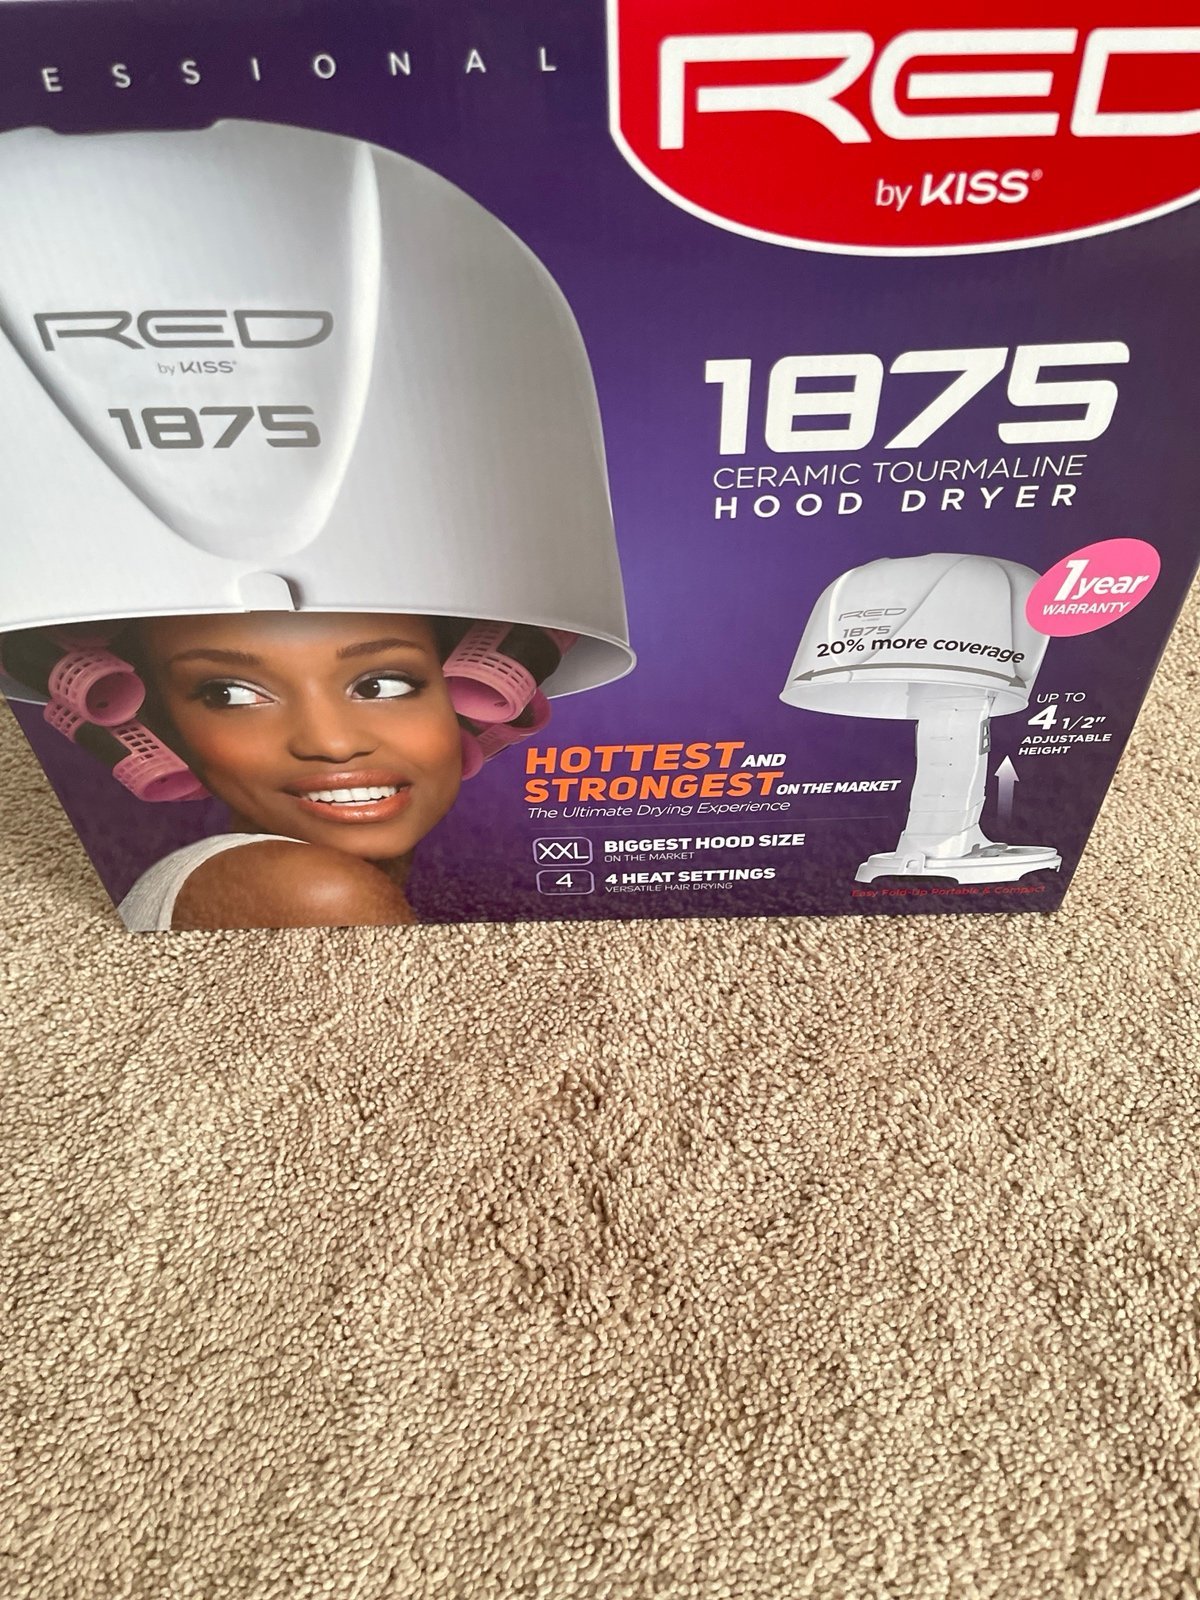 ESSIONAL
RED
by KISS®
RED
by KISS®
1875
1875
CERAMIC TOURMALINE
HOOD DRYER
1 year
WARRANTY
RED
1875
20% more coverage
UP TO
4 1/2"
ADJUSTABLE
HEIGHT
HOTTEST AND
STRONGEST ON THE MARKET
The Ultimate Drying Experience
XXL BIGGEST HOOD SIZE
ON THE MARKET
4 4 HEAT SETTINGS
VERSATILE HAIR DRYING
Easy Fold-Up Portable & Compact